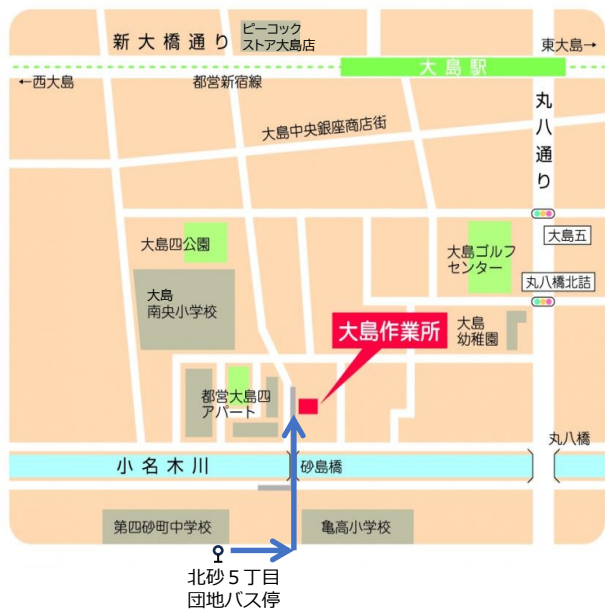 ピーコック
ストア大島店
新大橋通り
東大島→
大島駅
←西大島
都営新宿線
丸八通り
大島中央銀座商店街
大島四公園
大島ゴルフ
センター
大島五
丸八橋北詰
大島
南央小学校
大島作業所
大島
幼稚園
都営大島四
アパート
丸八橋
小名木川
砂島橋
第四砂町中学校
亀高小学校
北砂５丁目
団地バス停